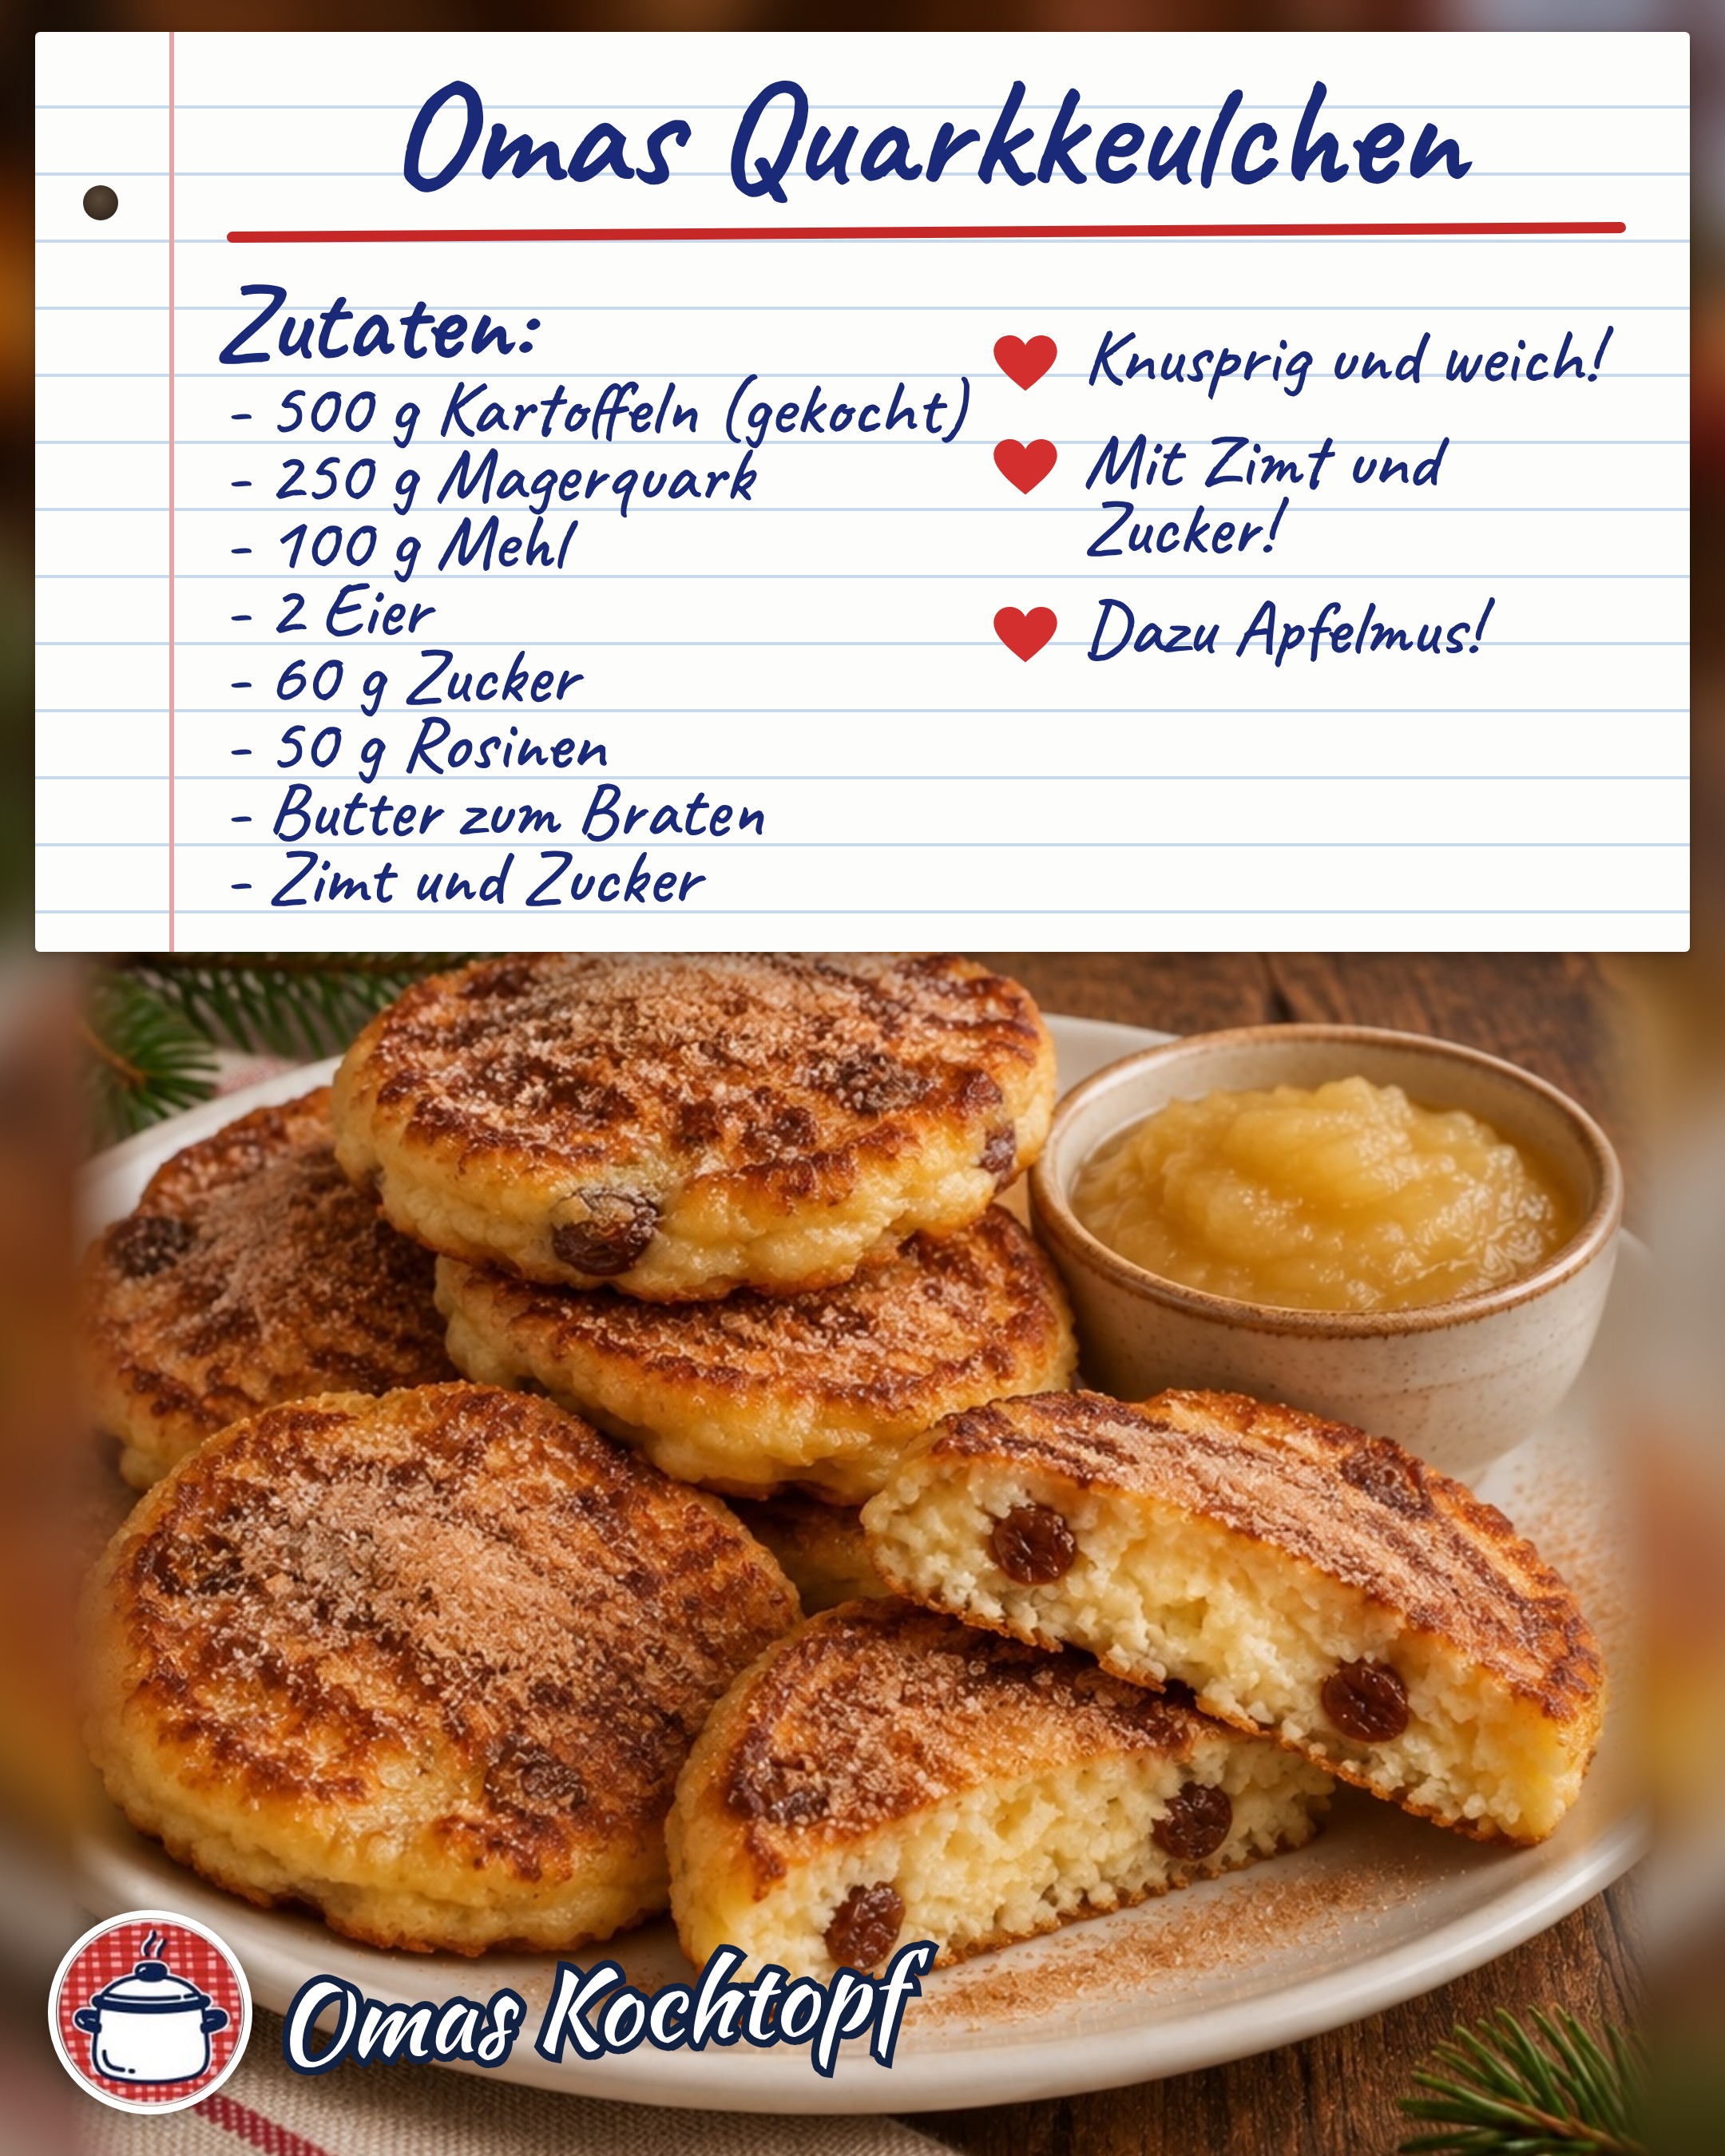 Omas Quarkkeulchen
Zutaten:
- 500 g Kartoffeln (gekocht)
- 250 g Magerquark
- 100 g Mehl
- 2 Eier
- 60 g Zucker
- 50 g Rosinen
- Butter zum Braten
- Zimt und Zucker
Knusprig und weich!
Mit Zimt und
Zucker!
Dazu Apfelmus!
Omas Kochtopf